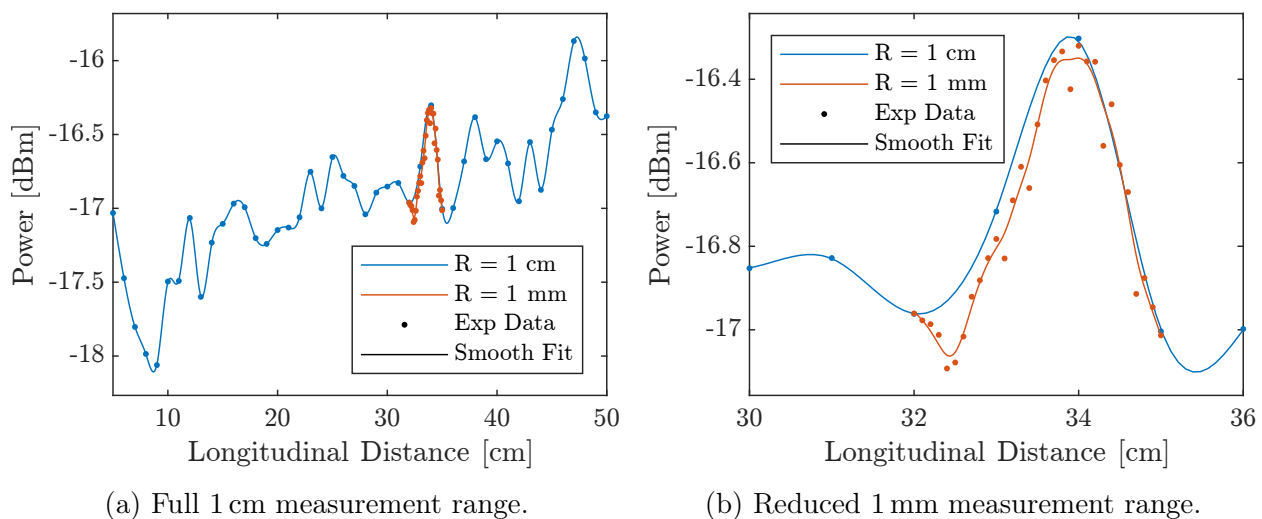 Power [dBm]
-16
-16.5
-17
-17.5
-18
10
20
30
40
50
Longitudinal Distance [cm]
R = 1 cm
R = 1 mm
Exp Data
Smooth Fit
(a) Full 1 cm measurement range.
Power [dBm]
-16.4
-16.6
-16.8
-17
30
32
34
36
Longitudinal Distance [cm]
R = 1 cm
R = 1 mm
Exp Data
Smooth Fit
(b) Reduced 1 mm measurement range.